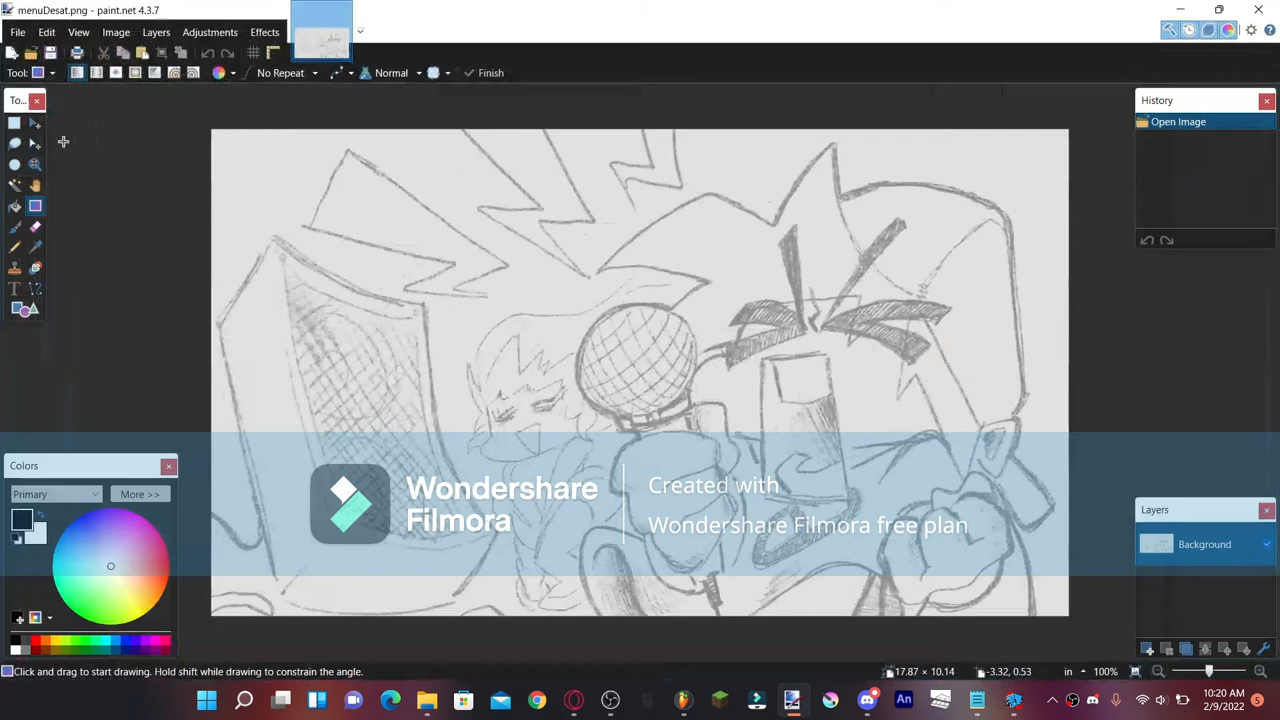 menuDesat.png - paint.net 4.3.7
File Edit View Image Layers Adjustments Effects
Tool: No Repeat Normal Finish
To...
History
Open Image
Colors
Primary More >>
Layers
Background
Wondershare
Filmora
Created with
Wondershare Filmora free plan
Click and drag to start drawing. Hold shift while drawing to constrain the angle.
17.87 × 10.14 -3.32, 0.53 in 100%
An
10:20 AM
2/9/2022
5